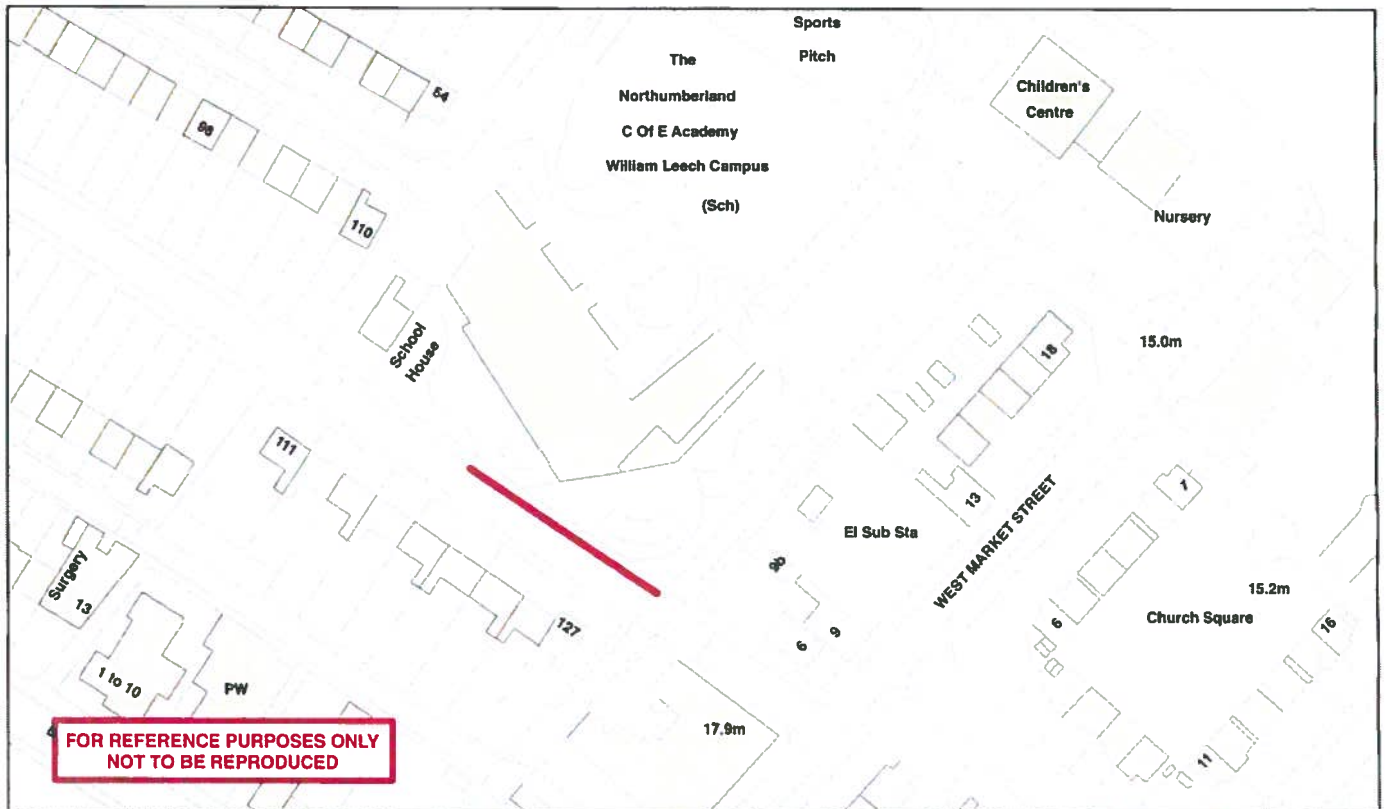 Sports
Pitch
The
Northumberland
C Of E Academy
William Leech Campus
(Sch)
Children's
Centre
Nursery
54
98
110
School
House
18
15.0m
111
7
13
El Sub Sta
WEST MARKET STREET
9b
6
9
6
15.2m
Church Square
16
Surgery
13
127
1 to 10
PW
17.9m
11
FOR REFERENCE PURPOSES ONLY
NOT TO BE REPRODUCED